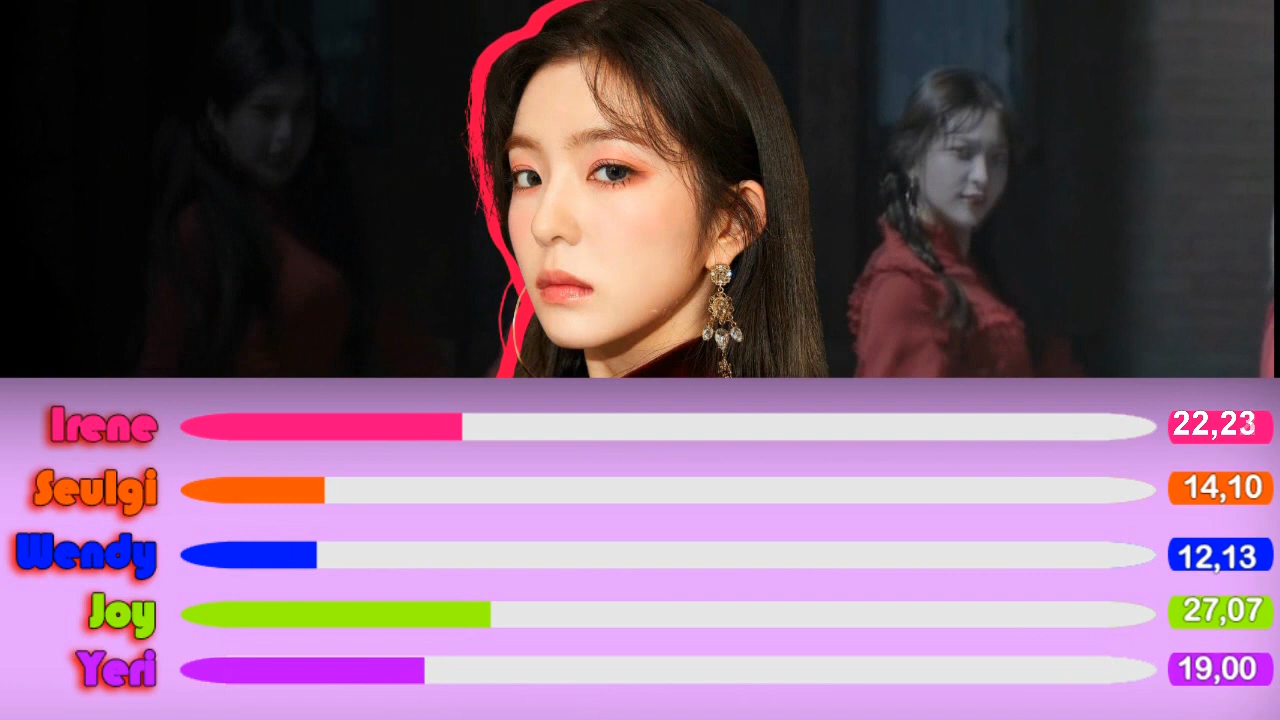 Irene 22,23
Seulgi 14,10
Wendy 12,13
Joy 27,07
Yeri 19,00